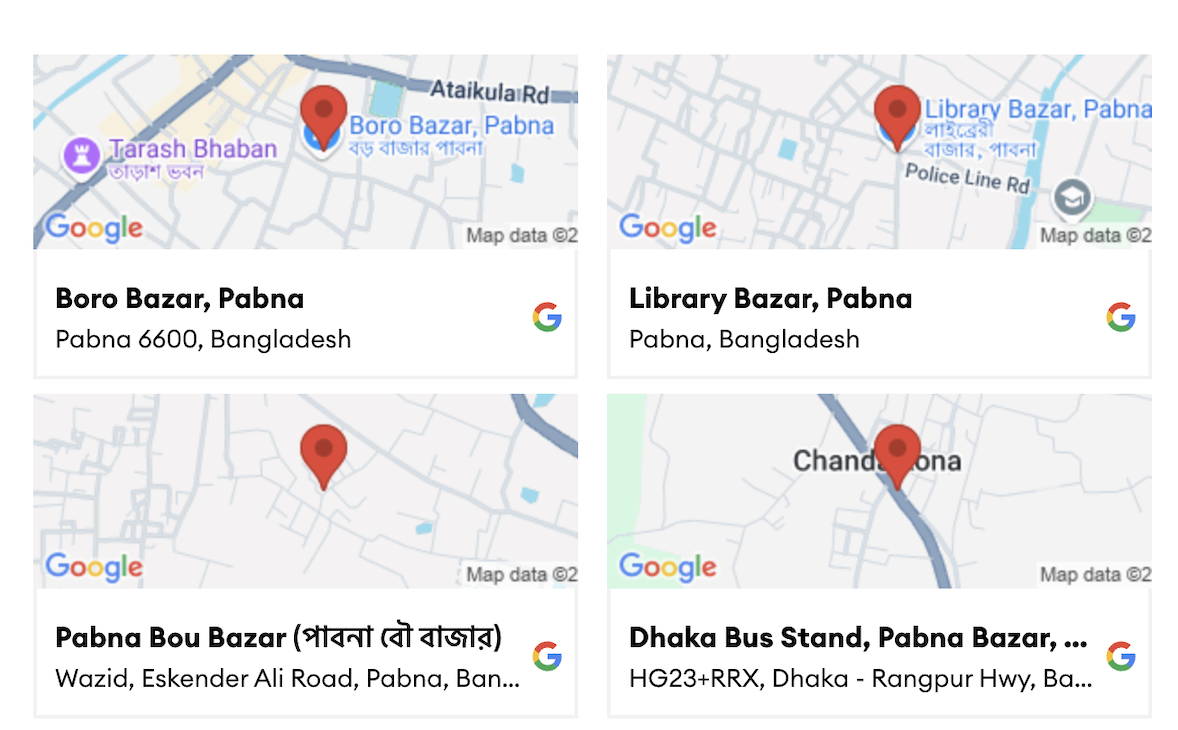 Ataikula Rd
Boro Bazar, Pabna
বড় বাজার পাবনা
Tarash Bhaban
তাড়াশ ভবন
Google
Map data ©2
Boro Bazar, Pabna
Pabna 6600, Bangladesh
Library Bazar, Pabna
লাইব্রেরী
বাজার, পাবনা
Police Line Rd
Google
Map data ©2
Library Bazar, Pabna
Pabna, Bangladesh
Google
Map data ©2
Pabna Bou Bazar (পাবনা বৌ বাজার)
Wazid, Eskender Ali Road, Pabna, Ban...
Google
Map data ©2
Dhaka Bus Stand, Pabna Bazar, ...
HG23+RRX, Dhaka - Rangpur Hwy, Ba...